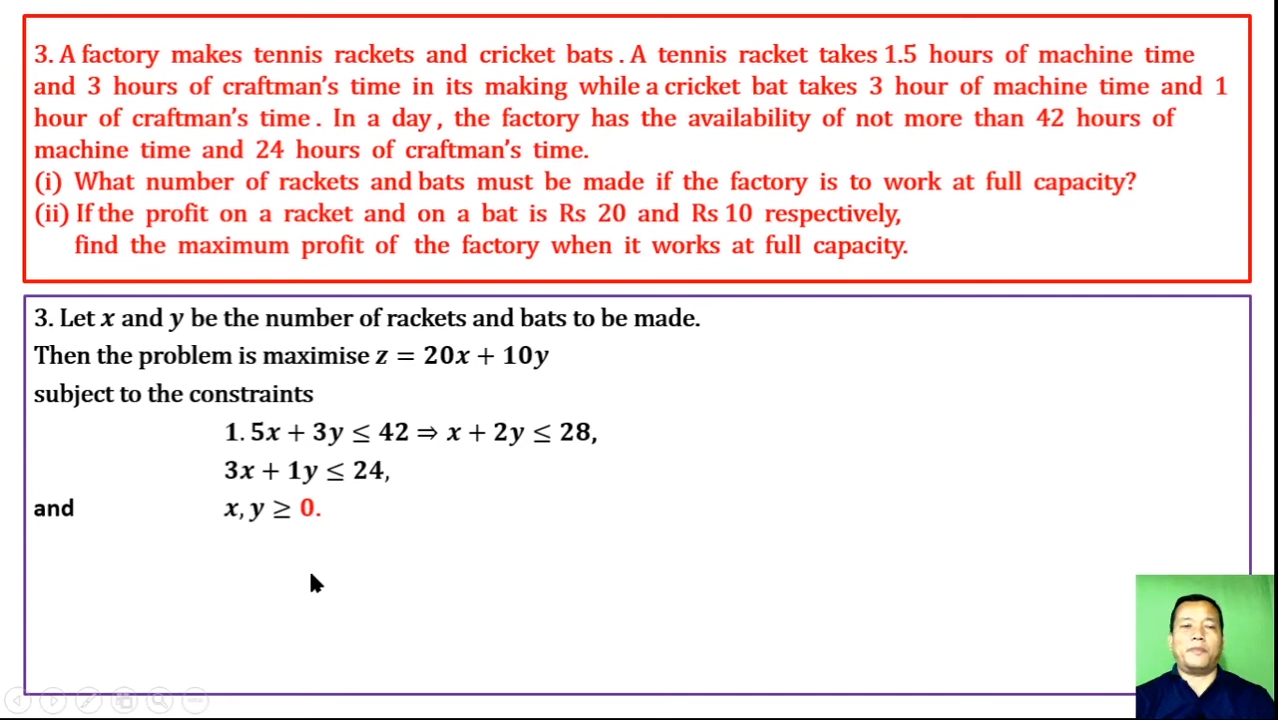 3. A factory makes tennis rackets and cricket bats . A tennis racket takes 1.5 hours of machine time
and 3 hours of craftman's time in its making while a cricket bat takes 3 hour of machine time and 1
hour of craftman's time . In a day , the factory has the availability of not more than 42 hours of
machine time and 24 hours of craftman's time.
(i) What number of rackets and bats must be made if the factory is to work at full capacity?
(ii) If the profit on a racket and on a bat is Rs 20 and Rs 10 respectively,
find the maximum profit of the factory when it works at full capacity.
3. Let x and y be the number of rackets and bats to be made.
Then the problem is maximise z = 20x + 10y
subject to the constraints
1.5x + 3y ≤ 42 ⇒ x + 2y ≤ 28,
3x + 1y ≤ 24,
and x, y ≥ 0.